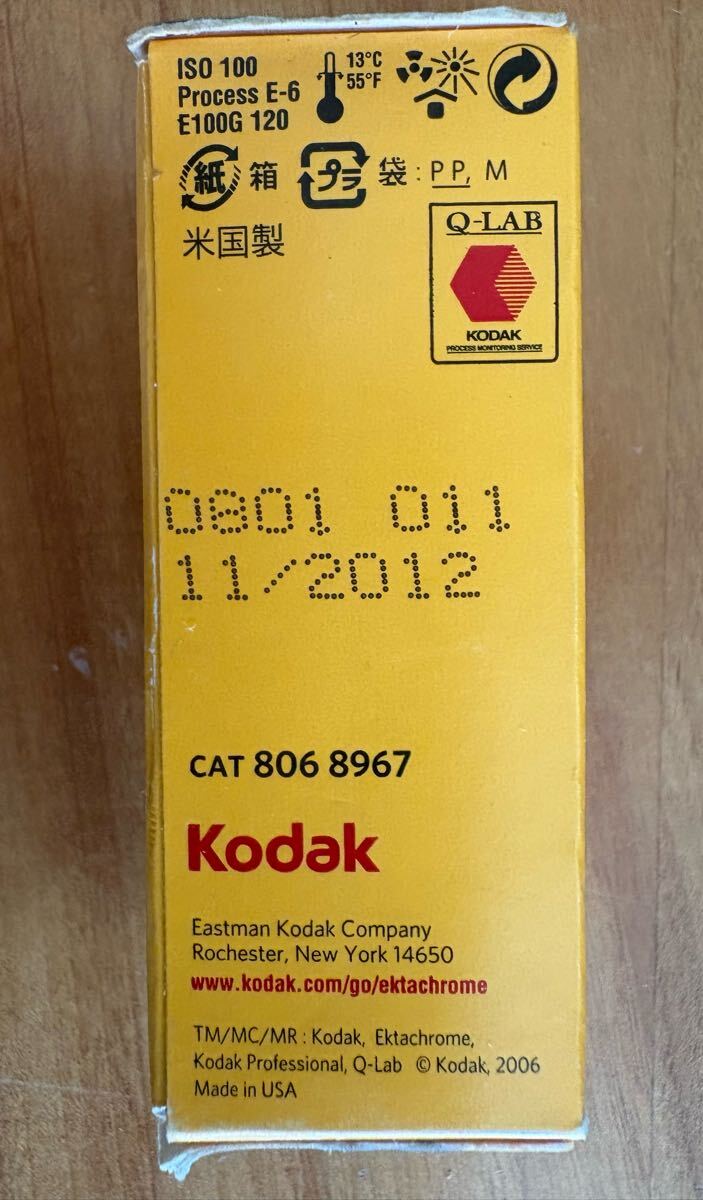 ISO 100
Process E-6
E100G 120
13°C
55°F
紙 箱 プラ 袋 : PP, M
米国製
Q-LAB
KODAK
PROCESS MONITORING SERVICE
0801 011
11/2012
CAT 806 8967
Kodak
Eastman Kodak Company
Rochester, New York 14650
www.kodak.com/go/ektachrome
TM/MC/MR : Kodak, Ektachrome,
Kodak Professional, Q-Lab © Kodak, 2006
Made in USA